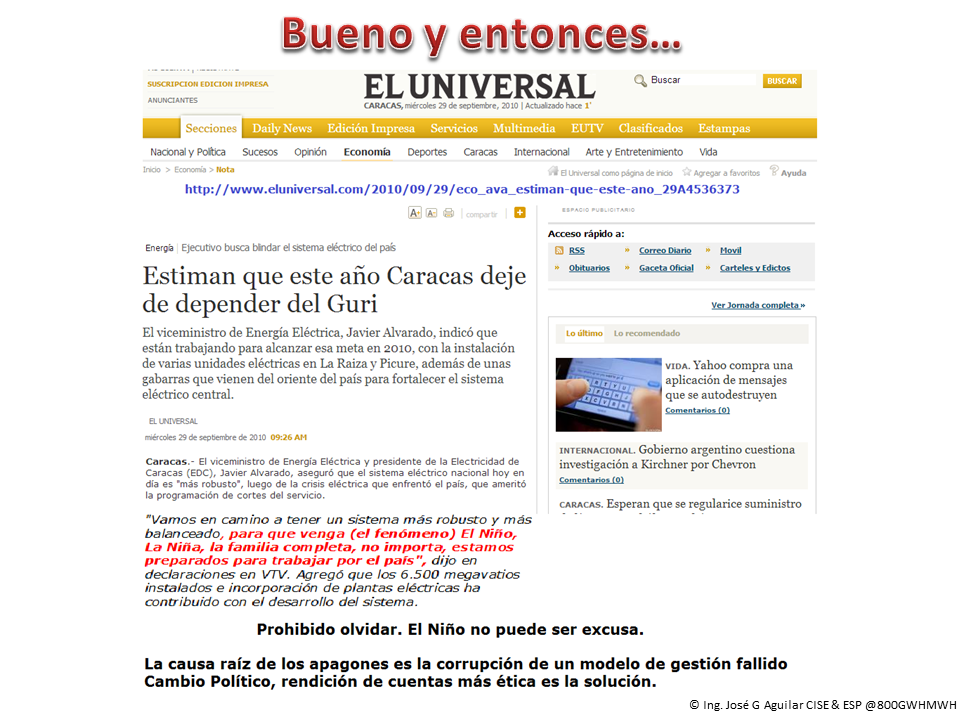 Bueno y entonces...
SUSCRIPCION EDICION IMPRESA
ANUNCIANTES
EL UNIVERSAL
CARACAS, miércoles 29 de septiembre, 2010 | Actualizado hace 1'
Buscar
BUSCAR
Secciones Daily News Edición Impresa Servicios Multimedia EUTV Clasificados Estampas
Nacional y Política Sucesos Opinión Economía Deportes Caracas Internacional Arte y Entretenimiento Vida
Inicio > Economía > Nota
El Universal como página de inicio Agregar a favoritos Ayuda
http://www.eluniversal.com/2010/09/29/eco_ava_estiman-que-este-ano_29A4536373
A+ A- compartir +
Energía | Ejecutivo busca blindar el sistema eléctrico del país
Estiman que este año Caracas deje
de depender del Guri
El viceministro de Energía Eléctrica, Javier Alvarado, indicó que
están trabajando para alcanzar esa meta en 2010, con la instalación
de varias unidades eléctricas en La Raiza y Picure, además de unas
gabarras que vienen del oriente del país para fortalecer el sistema
eléctrico central.
EL UNIVERSAL
miércoles 29 de septiembre de 2010 09:26 AM
Caracas.- El viceministro de Energía Eléctrica y presidente de la Electricidad de
Caracas (EDC), Javier Alvarado, aseguró que el sistema eléctrico nacional hoy en
día es "más robusto", luego de la crisis eléctrica que enfrentó el país, que ameritó
la programación de cortes del servicio.
"Vamos en camino a tener un sistema más robusto y más
balanceado, para que venga (el fenómeno) El Niño,
La Niña, la familia completa, no importa, estamos
preparados para trabajar por el país", dijo en
declaraciones en VTV. Agregó que los 6.500 megavatios
instalados e incorporación de plantas eléctricas ha
contribuido con el desarrollo del sistema.
ESPACIO PUBLICITARIO
Acceso rápido a:
RSS » Correo Diario » Movil
» Obituarios » Gaceta Oficial » Carteles y Edictos
Ver Jornada completa »
Lo último Lo recomendado
VIDA. Yahoo compra una
aplicación de mensajes
que se autodestruyen
Comentarios (0)
INTERNACIONAL. Gobierno argentino cuestiona
investigación a Kirchner por Chevron
Comentarios (0)
CARACAS. Esperan que se regularice suministro
Prohibido olvidar. El Niño no puede ser excusa.
La causa raíz de los apagones es la corrupción de un modelo de gestión fallido
Cambio Político, rendición de cuentas más ética es la solución.
© Ing. José G Aguilar CISE & ESP @800GWHMWH